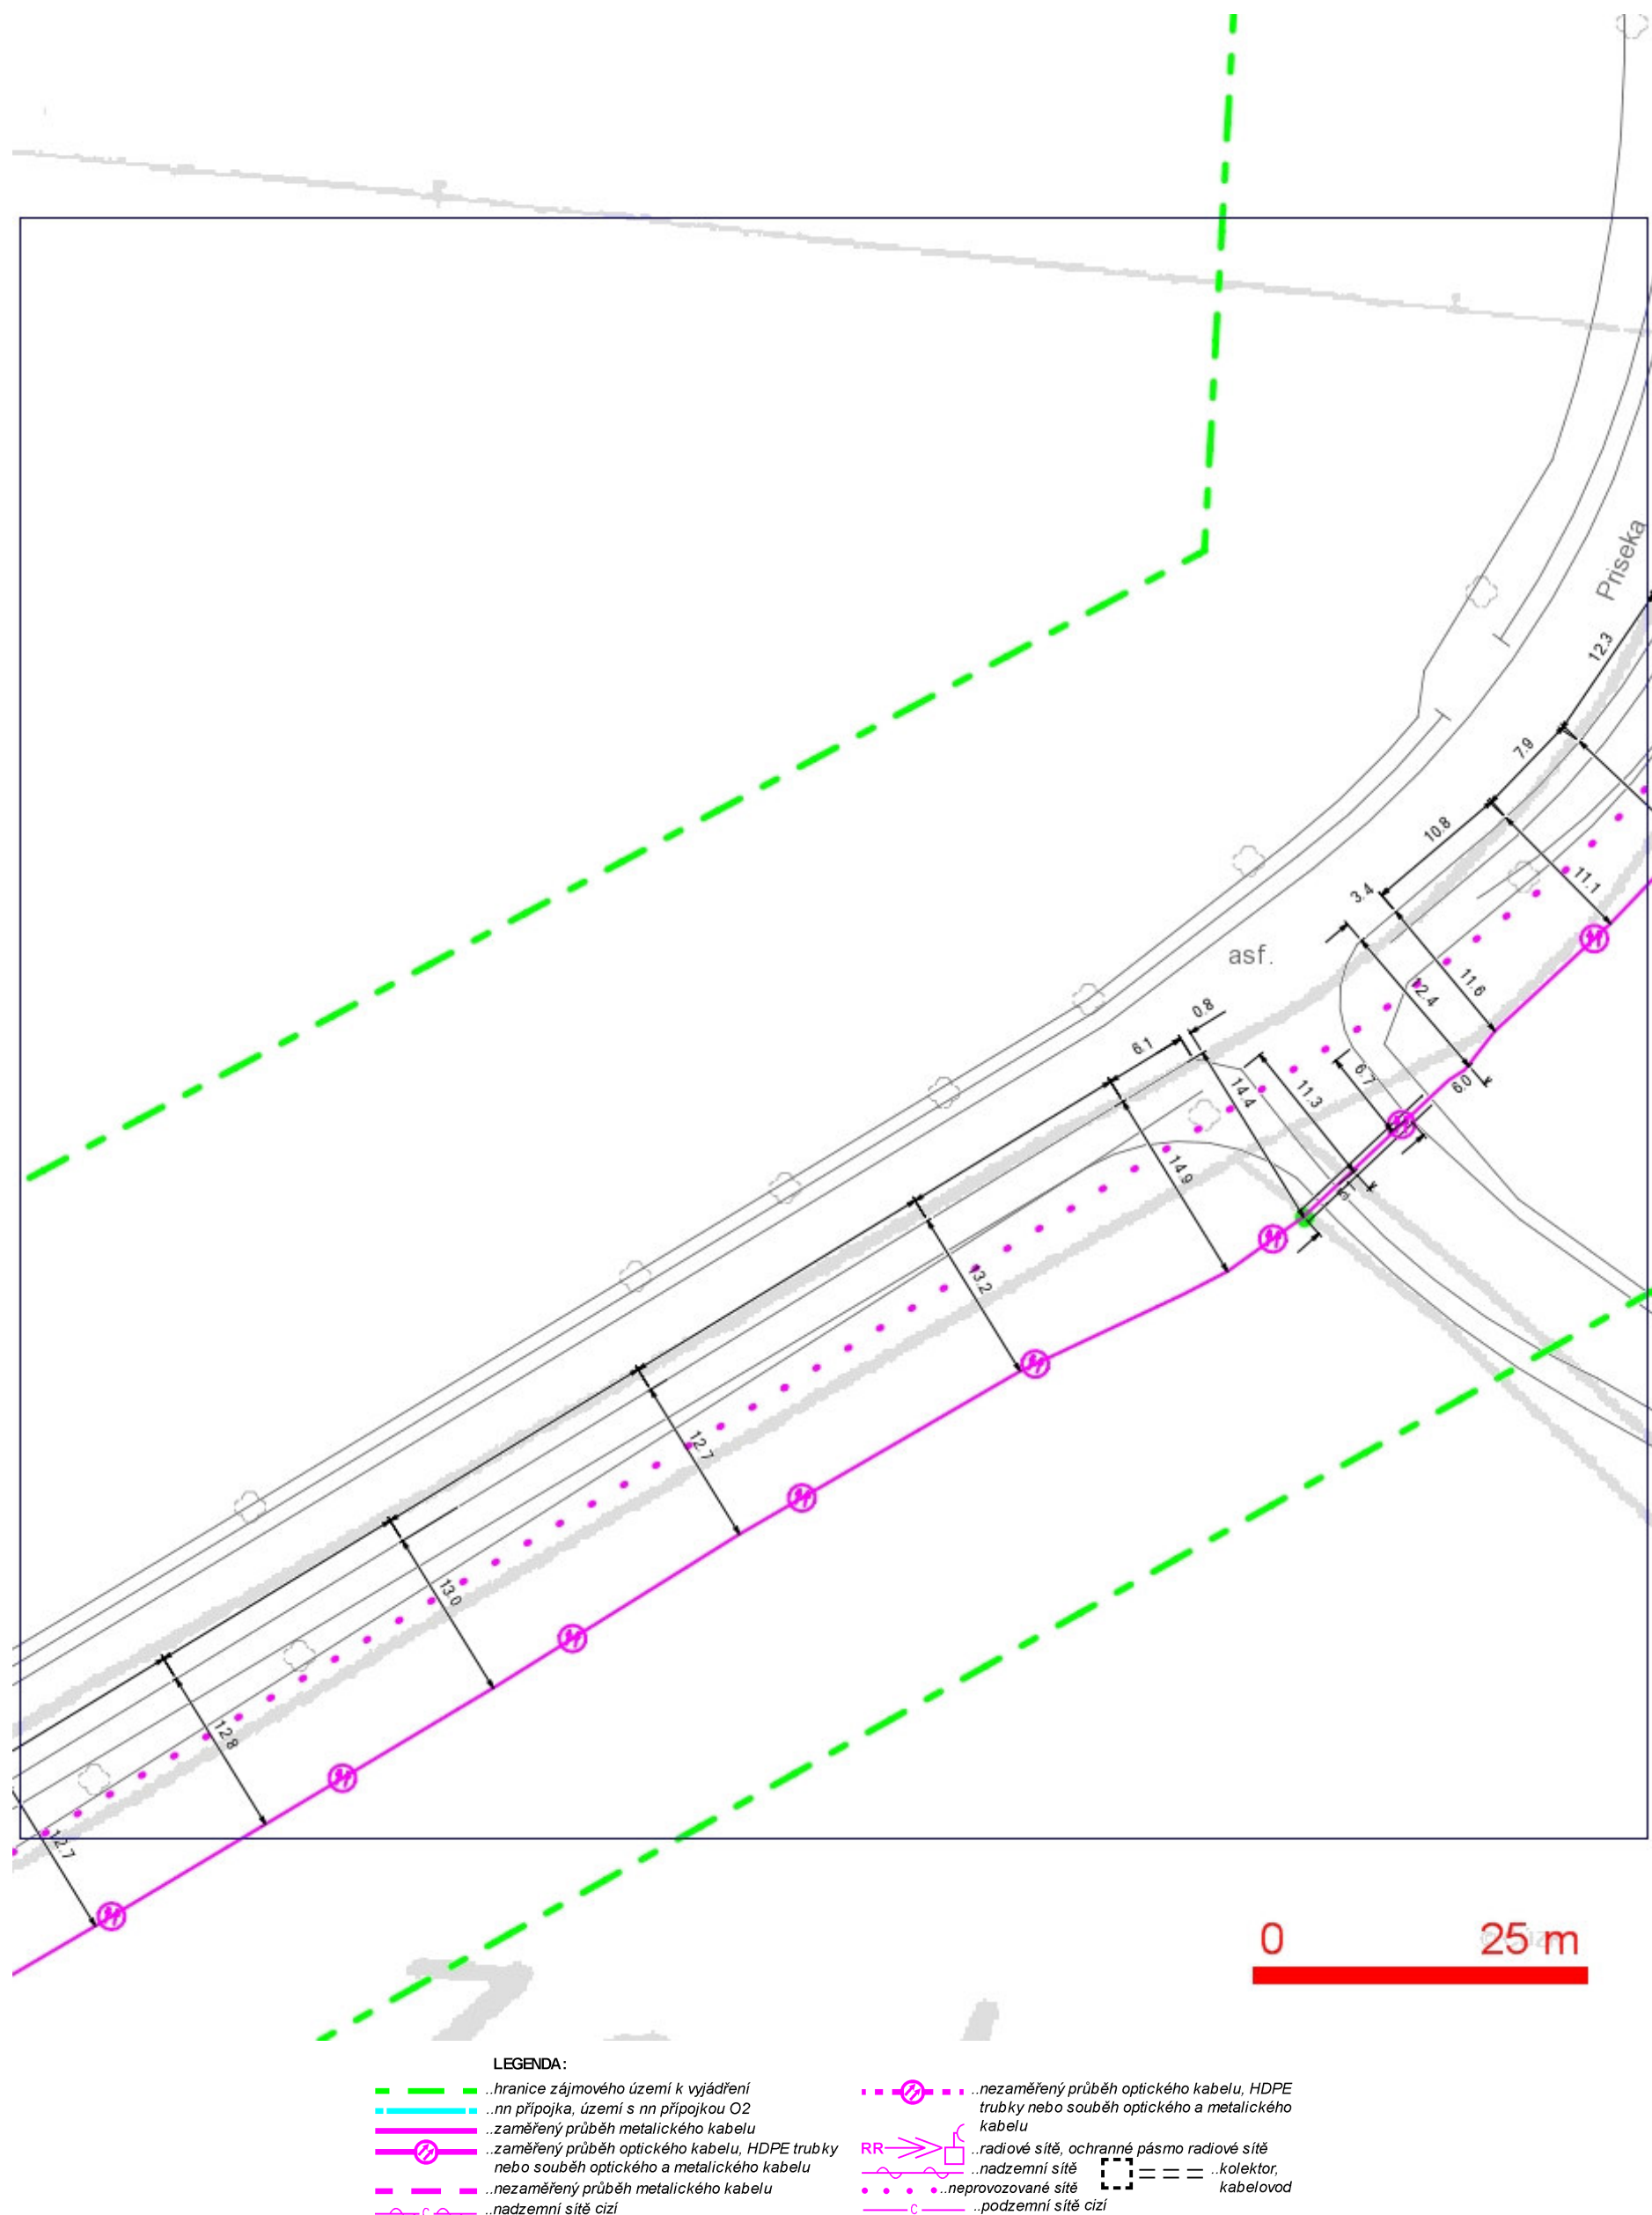 Priseka
12.3
7.9
10.8
3.4
11.1
asf.
11.6
12.4
0.8
6.1
14.4
11.3
6.7
6.0
14.9
13.2
12.7
13.0
12.8
12.7
0 25 m
LEGENDA:
..hranice zájmového území k vyjádření
..nn přípojka, území s nn přípojkou O2
..zaměřený průběh metalického kabelu
..zaměřený průběh optického kabelu, HDPE trubky
nebo souběh optického a metalického kabelu
..nezaměřený průběh metalického kabelu
C ..nadzemní sítě cizí
..nezaměřený průběh optického kabelu, HDPE
trubky nebo souběh optického a metalického
kabelu
RR ..radiové sítě, ochranné pásmo radiové sítě
..nadzemní sítě
..kolektor,
kabelovod
..neprovozované sítě
C ..podzemní sítě cizí